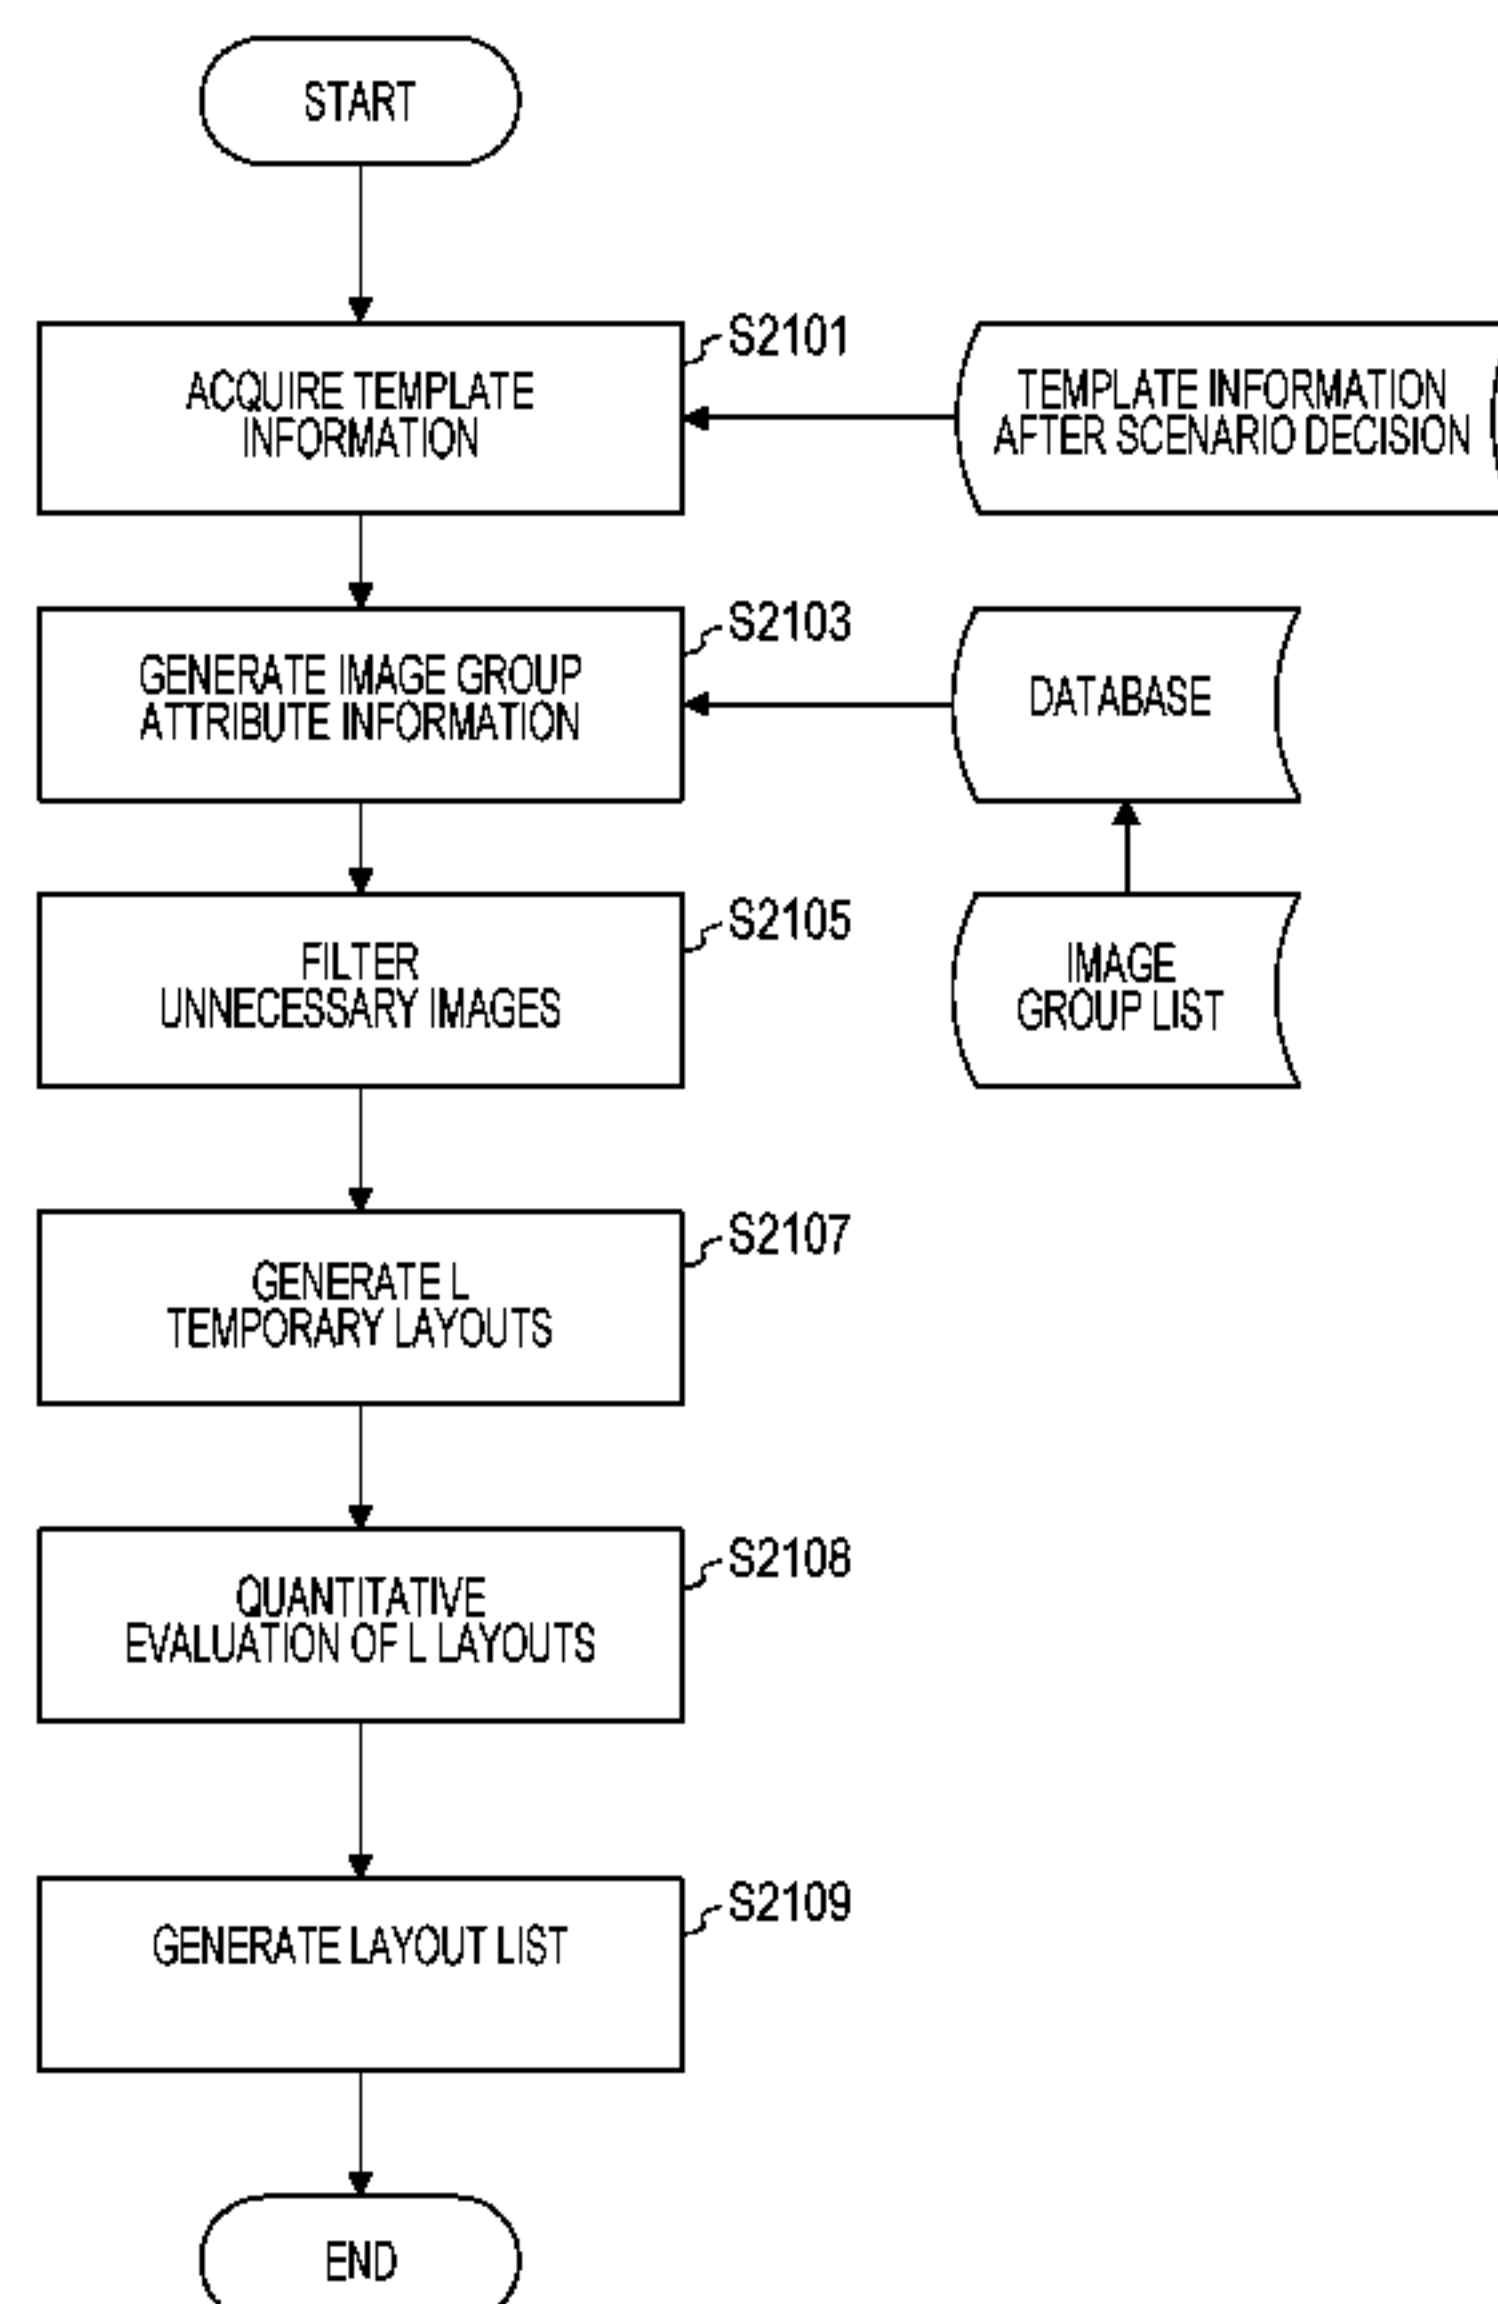 START
S2101
ACQUIRE TEMPLATE
INFORMATION
TEMPLATE INFORMATION
AFTER SCENARIO DECISION
S2103
GENERATE IMAGE GROUP
ATTRIBUTE INFORMATION
DATABASE
S2105
FILTER
UNNECESSARY IMAGES
IMAGE
GROUP LIST
S2107
GENERATE L
TEMPORARY LAYOUTS
S2108
QUANTITATIVE
EVALUATION OF L LAYOUTS
S2109
GENERATE LAYOUT LIST
END